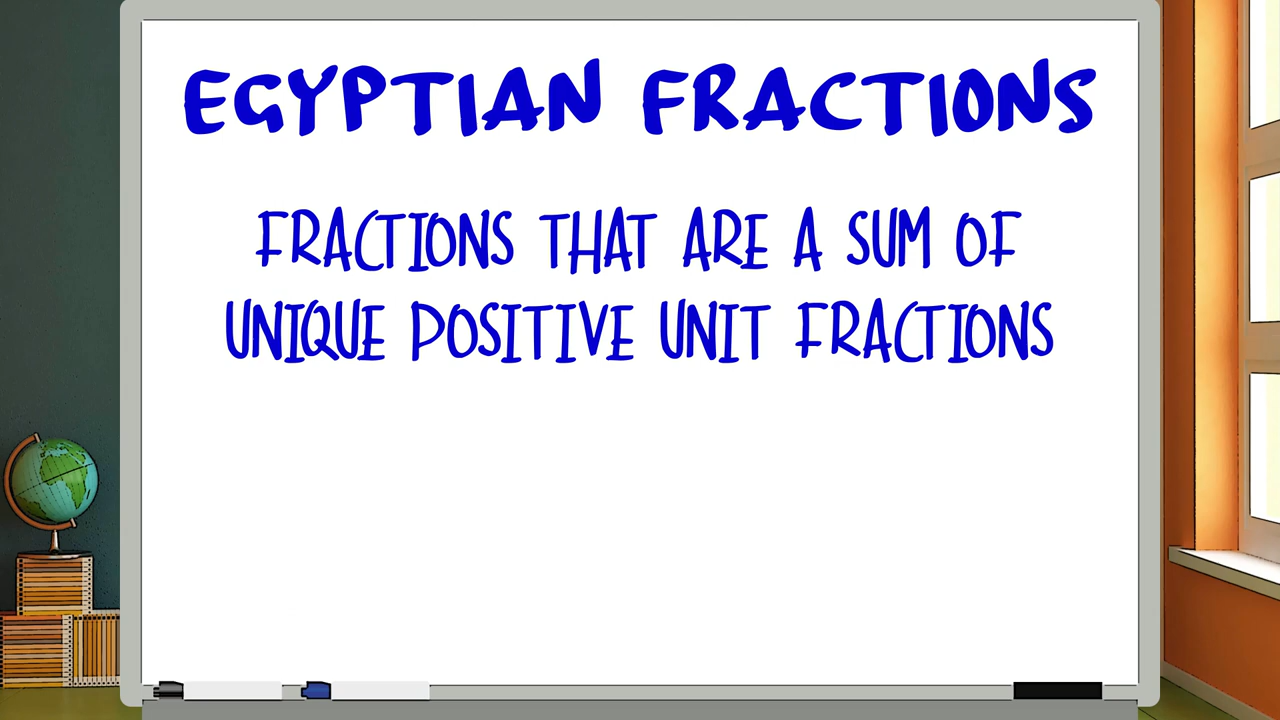 EGYPTIAN FRACTIONS
FRACTIONS THAT ARE A SUM OF
UNIQUE POSITIVE UNIT FRACTIONS